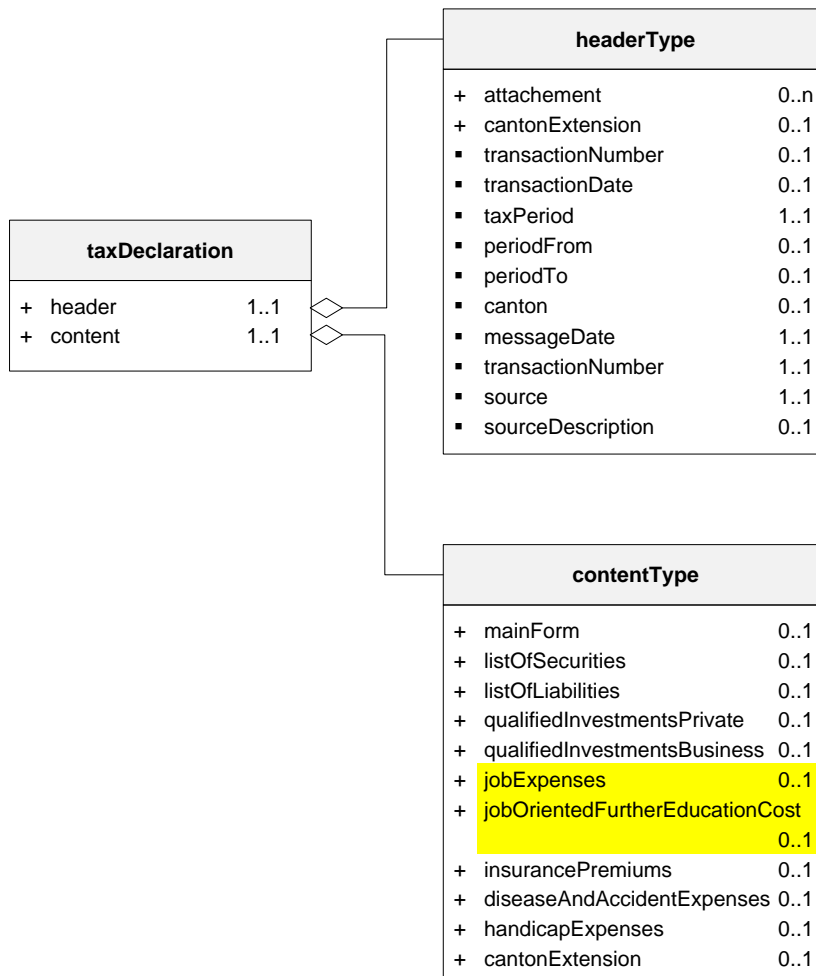 headerType
+ attachement 0..n
+ cantonExtension 0..1
▪ transactionNumber 0..1
▪ transactionDate 0..1
▪ taxPeriod 1..1
▪ periodFrom 0..1
▪ periodTo 0..1
▪ canton 0..1
▪ messageDate 1..1
▪ transactionNumber 1..1
▪ source 1..1
▪ sourceDescription 0..1
taxDeclaration
+ header 1..1
+ content 1..1
contentType
+ mainForm 0..1
+ listOfSecurities 0..1
+ listOfLiabilities 0..1
+ qualifiedInvestmentsPrivate 0..1
+ qualifiedInvestmentsBusiness 0..1
+ jobExpenses 0..1
+ jobOrientedFurtherEducationCost
0..1
+ insurancePremiums 0..1
+ diseaseAndAccidentExpenses 0..1
+ handicapExpenses 0..1
+ cantonExtension 0..1